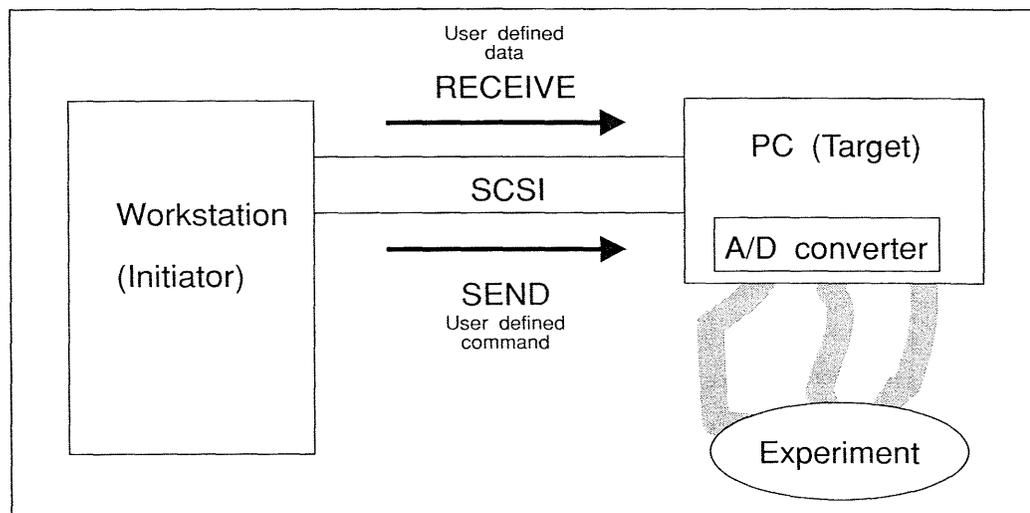 User defined
data
RECEIVE
PC (Target)
Workstation
(Initiator)
SCSI
A/D converter
SEND
User defined
command
Experiment